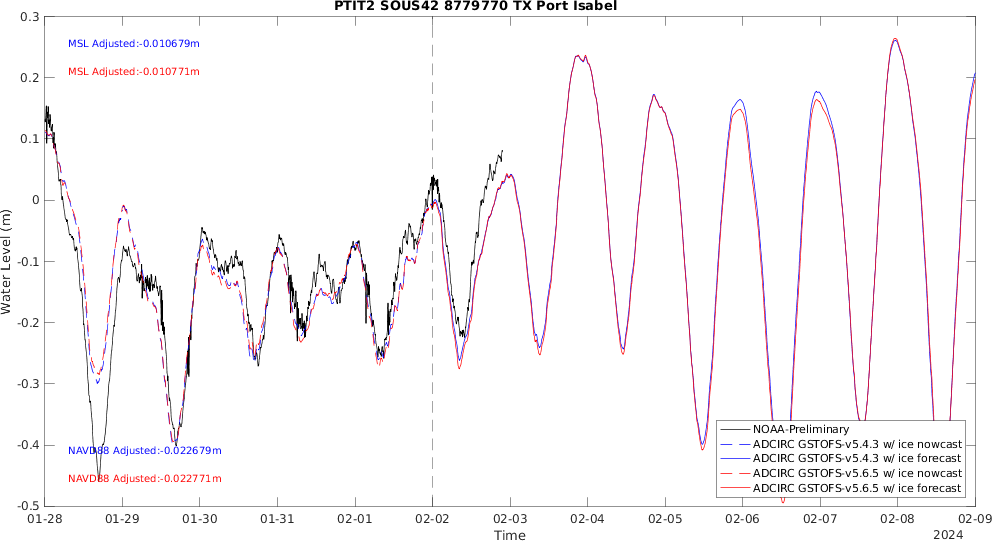 PTIT2 SOUS42 8779770 TX Port Isabel
0.3
0.2
0.1
0
-0.1
-0.2
-0.3
-0.4
-0.5
Water Level (m)
MSL Adjusted:-0.010679m
MSL Adjusted:-0.010771m
NAVD88 Adjusted:-0.022679m
NAVD88 Adjusted:-0.022771m
NOAA-Preliminary
ADCIRC GSTOFS-v5.4.3 w/ ice nowcast
ADCIRC GSTOFS-v5.4.3 w/ ice forecast
ADCIRC GSTOFS-v5.6.5 w/ ice nowcast
ADCIRC GSTOFS-v5.6.5 w/ ice forecast
01-28 01-29 01-30 01-31 02-01 02-02 02-03 02-04 02-05 02-06 02-07 02-08 02-09
Time
2024